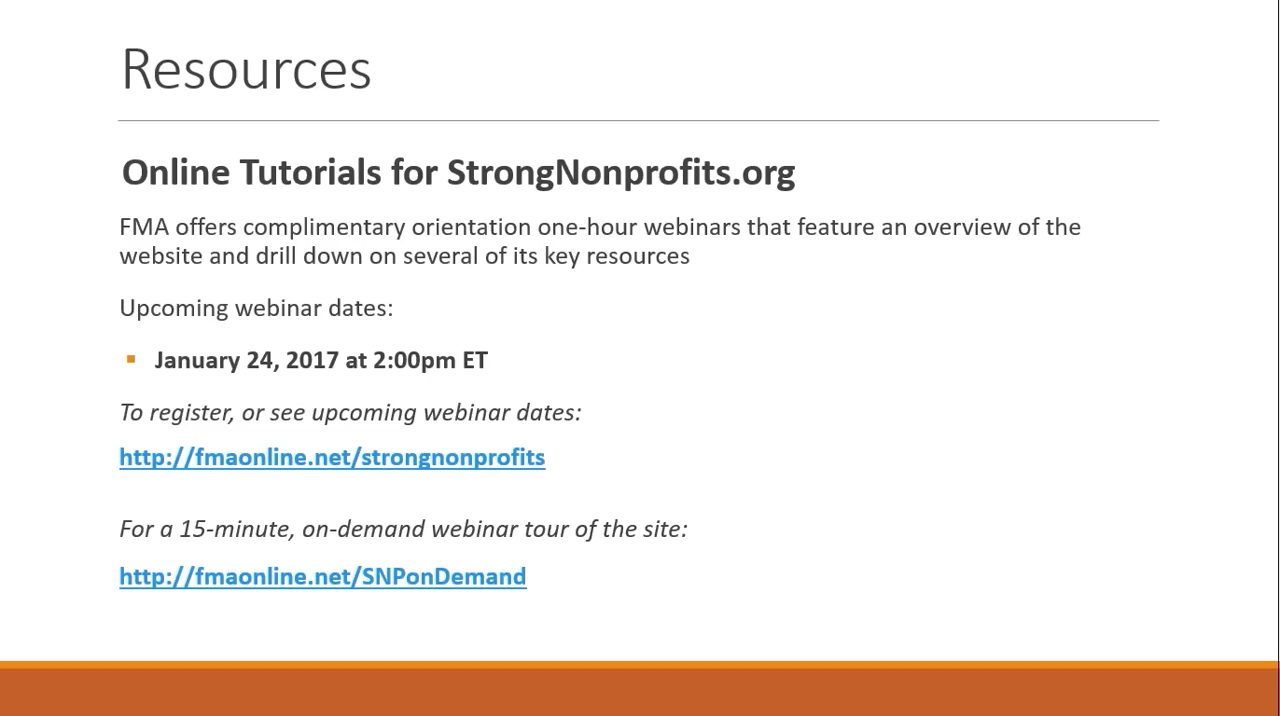 Resources
Online Tutorials for StrongNonprofits.org
FMA offers complimentary orientation one-hour webinars that feature an overview of the
website and drill down on several of its key resources
Upcoming webinar dates:
January 24, 2017 at 2:00pm ET
To register, or see upcoming webinar dates:
http://fmaonline.net/strongnonprofits
For a 15-minute, on-demand webinar tour of the site:
http://fmaonline.net/SNPonDemand